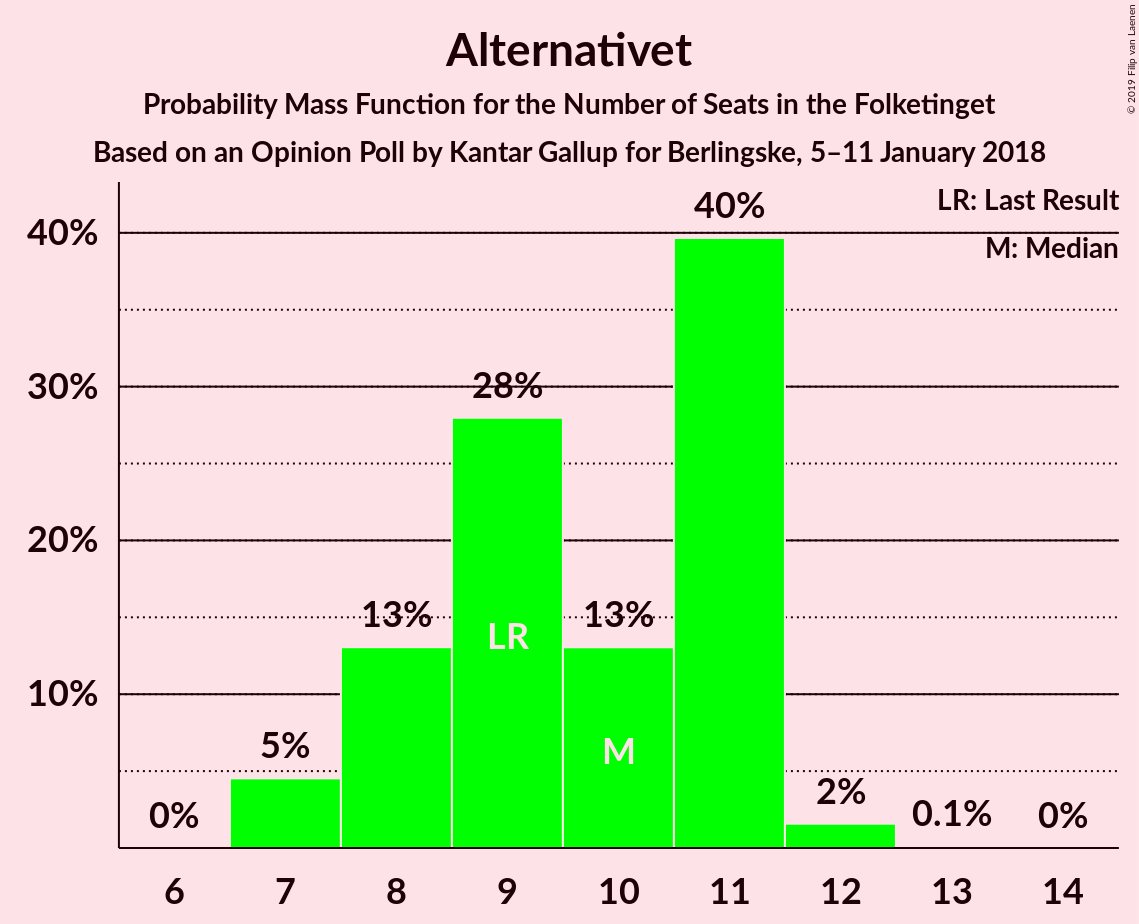 Alternativet
Probability Mass Function for the Number of Seats in the Folketinget
Based on an Opinion Poll by Kantar Gallup for Berlingske, 5–11 January 2018
© 2019 Filip van Laenen
LR: Last Result
M: Median
40%
30%
20%
10%
0%
5%
13%
28%
13%
40%
2%
0.1%
0%
LR
M
6 7 8 9 10 11 12 13 14